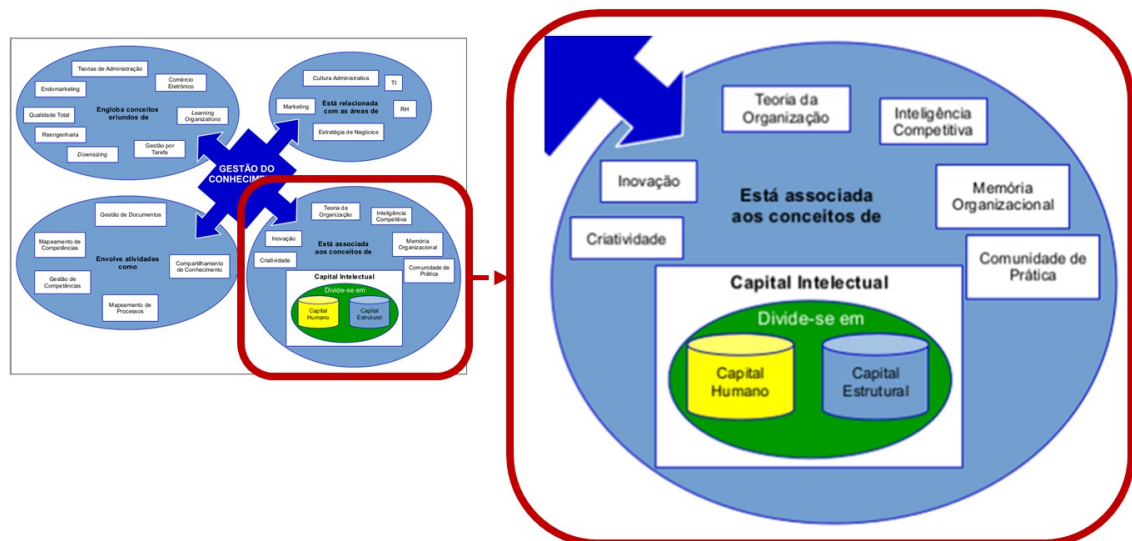 Teorias de Administração
Comércio
Eletrônico
Endomarketing
Engloba conceitos
oriundos de
Qualidade Total
Learning
Organizations
Reengenharia
Gestão por
Tarefa
Downsizing
Cultura Administrativa
TI
Marketing
Está relacionada
com as áreas de
RH
Estratégia de Negócios
GESTÃO DO
Gestão de Documentos
Mapeamento de
Competências
Envolve atividades
como
Compartilhamento
de Conhecimento
Gestão de
Competências
Mapeamento de
Processos
Teoria da
Organização
Inteligência
Competitiva
Inovação
Está associada
aos conceitos de
Memória
Organizacional
Criatividade
Comunidade de
Prática
Capital Intelectual
Divide-se em
Capital
Humano
Capital
Estrutural
Teoria da
Organização
Inteligência
Competitiva
Inovação
Está associada
aos conceitos de
Memória
Organizacional
Criatividade
Comunidade de
Prática
Capital Intelectual
Divide-se em
Capital
Humano
Capital
Estrutural